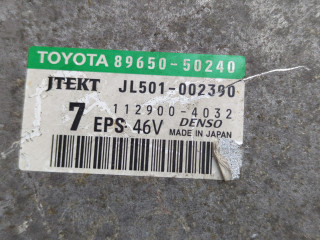 TOYOTA 89650-50240
JTEKT JL501-002390
112900-4032
7 EPS 46V DENSO
MADE IN JAPAN